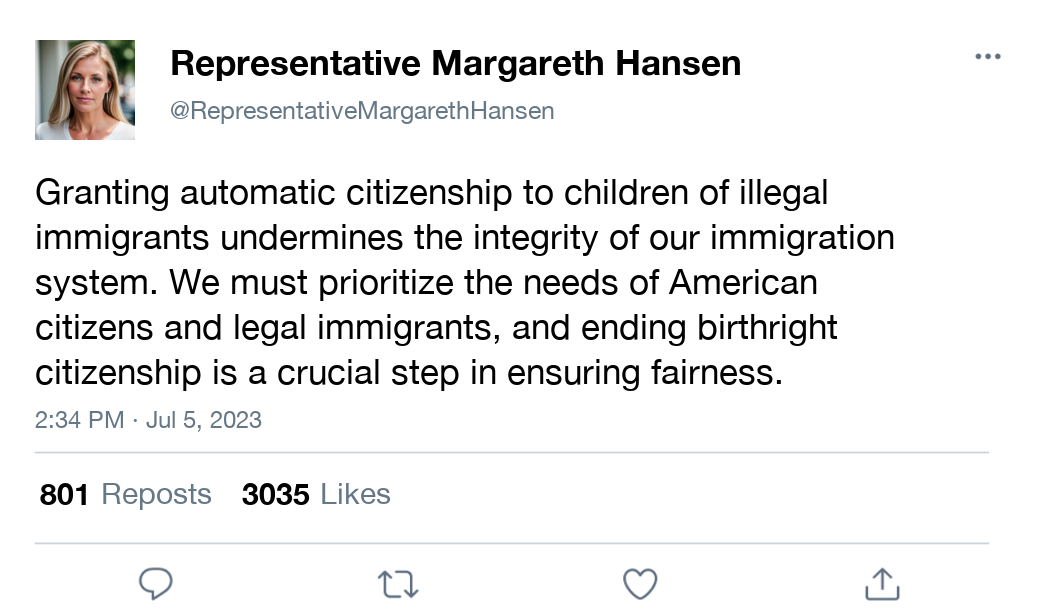 Representative Margareth Hansen
@RepresentativeMargarethHansen
Granting automatic citizenship to children of illegal
immigrants undermines the integrity of our immigration
system. We must prioritize the needs of American
citizens and legal immigrants, and ending birthright
citizenship is a crucial step in ensuring fairness.
2:34 PM · Jul 5, 2023
801 Reposts 3035 Likes